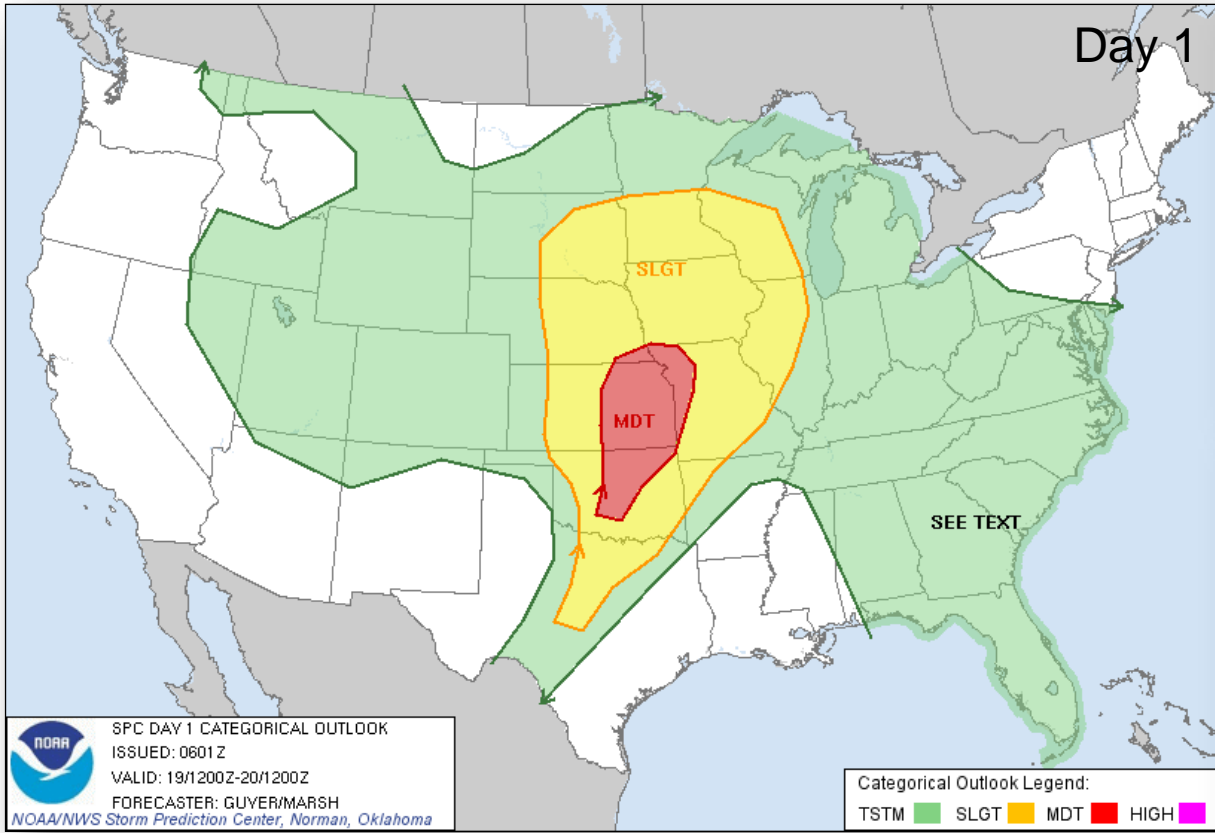 Day 1
SLGT
MDT
SEE TEXT
NOAA
SPC DAY 1 CATEGORICAL OUTLOOK
ISSUED: 0601Z
VALID: 19/1200Z-20/1200Z
FORECASTER: GUYER/MARSH
NOAA/NWS Storm Prediction Center, Norman, Oklahoma
Categorical Outlook Legend:
TSTM SLGT MDT HIGH